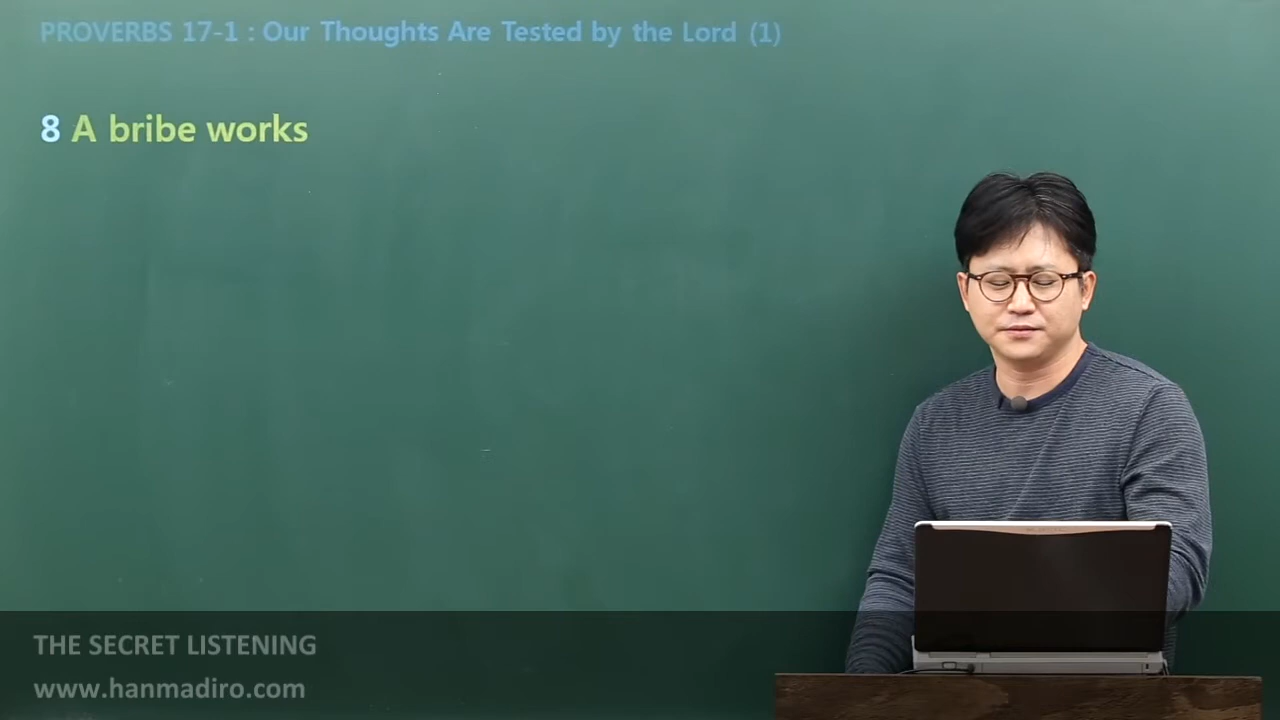 PROVERBS 17-1 : Our Thoughts Are Tested by the Lord (1)
8 A bribe works
THE SECRET LISTENING
www.hanmadiro.com